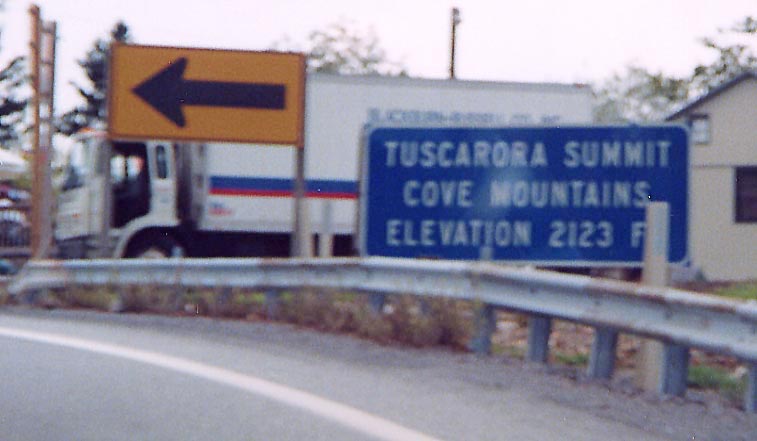 TUSCARORA SUMMIT
COVE MOUNTAINS
ELEVATION 2123 F